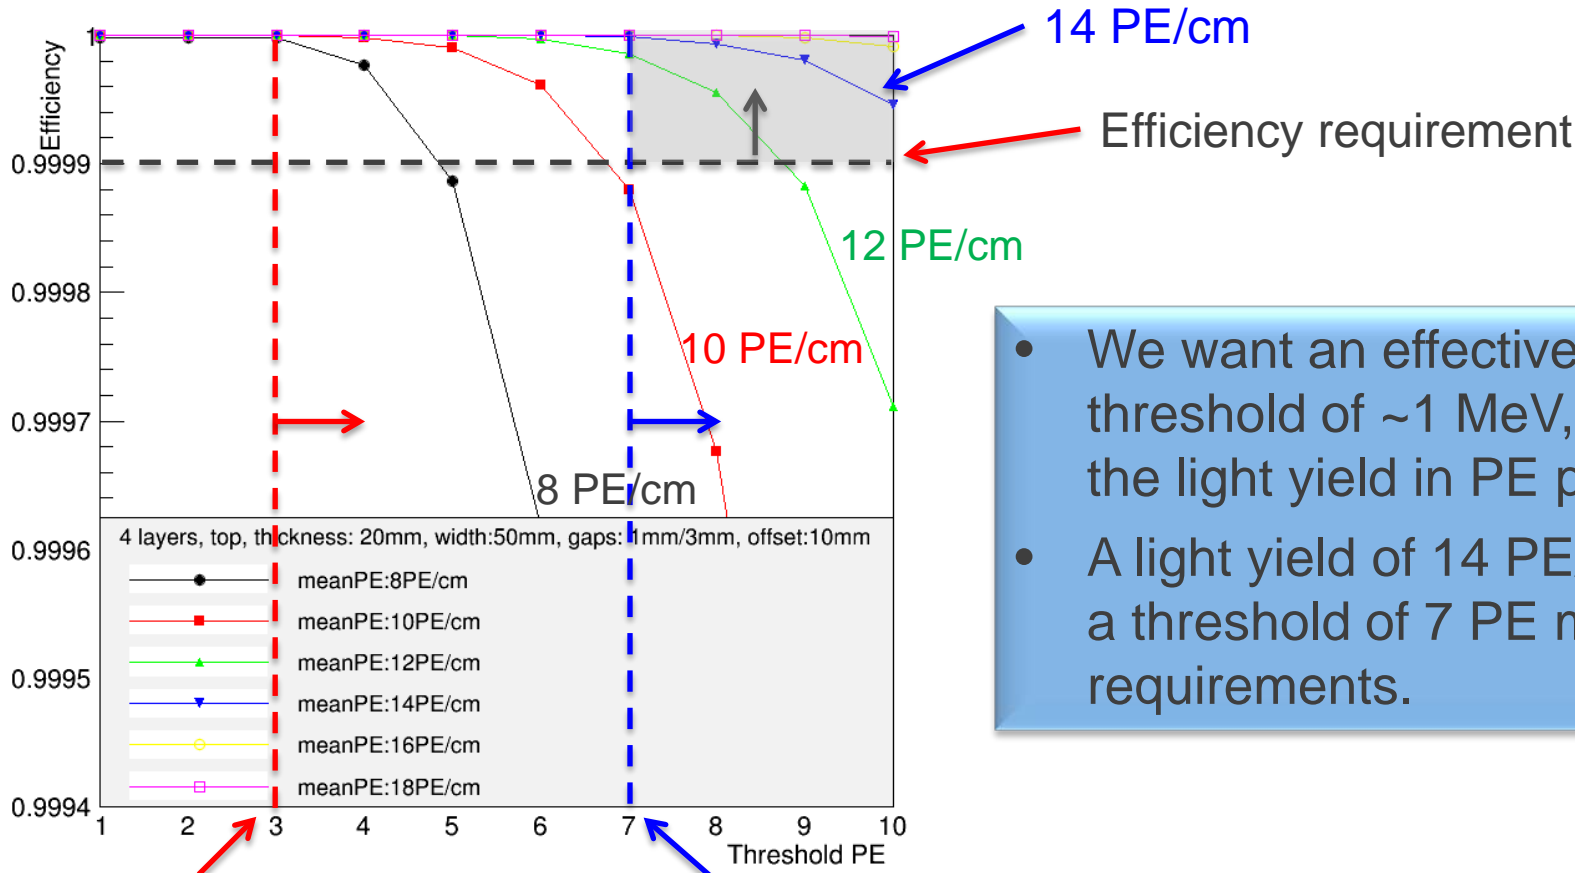 14 PE/cm
1
Efficiency
Efficiency requirement
0.9999
12 PE/cm
0.9998
10 PE/cm
• We want an effective
threshold of ~1 MeV,
the light yield in PE
0.9997
8 PE/cm
4 layers, top, thickness: 20mm, width:50mm, gaps: 1mm/3mm, offset:10mm
0.9996
• A light yield of 14 PE
a threshold of 7 PE
requirements.
meanPE:8PE/cm
meanPE:10PE/cm
meanPE:12PE/cm
0.9995
meanPE:14PE/cm
meanPE:16PE/cm
meanPE:18PE/cm
0.9994
1 2 3 4 5 6 7 8 9 10
Threshold PE